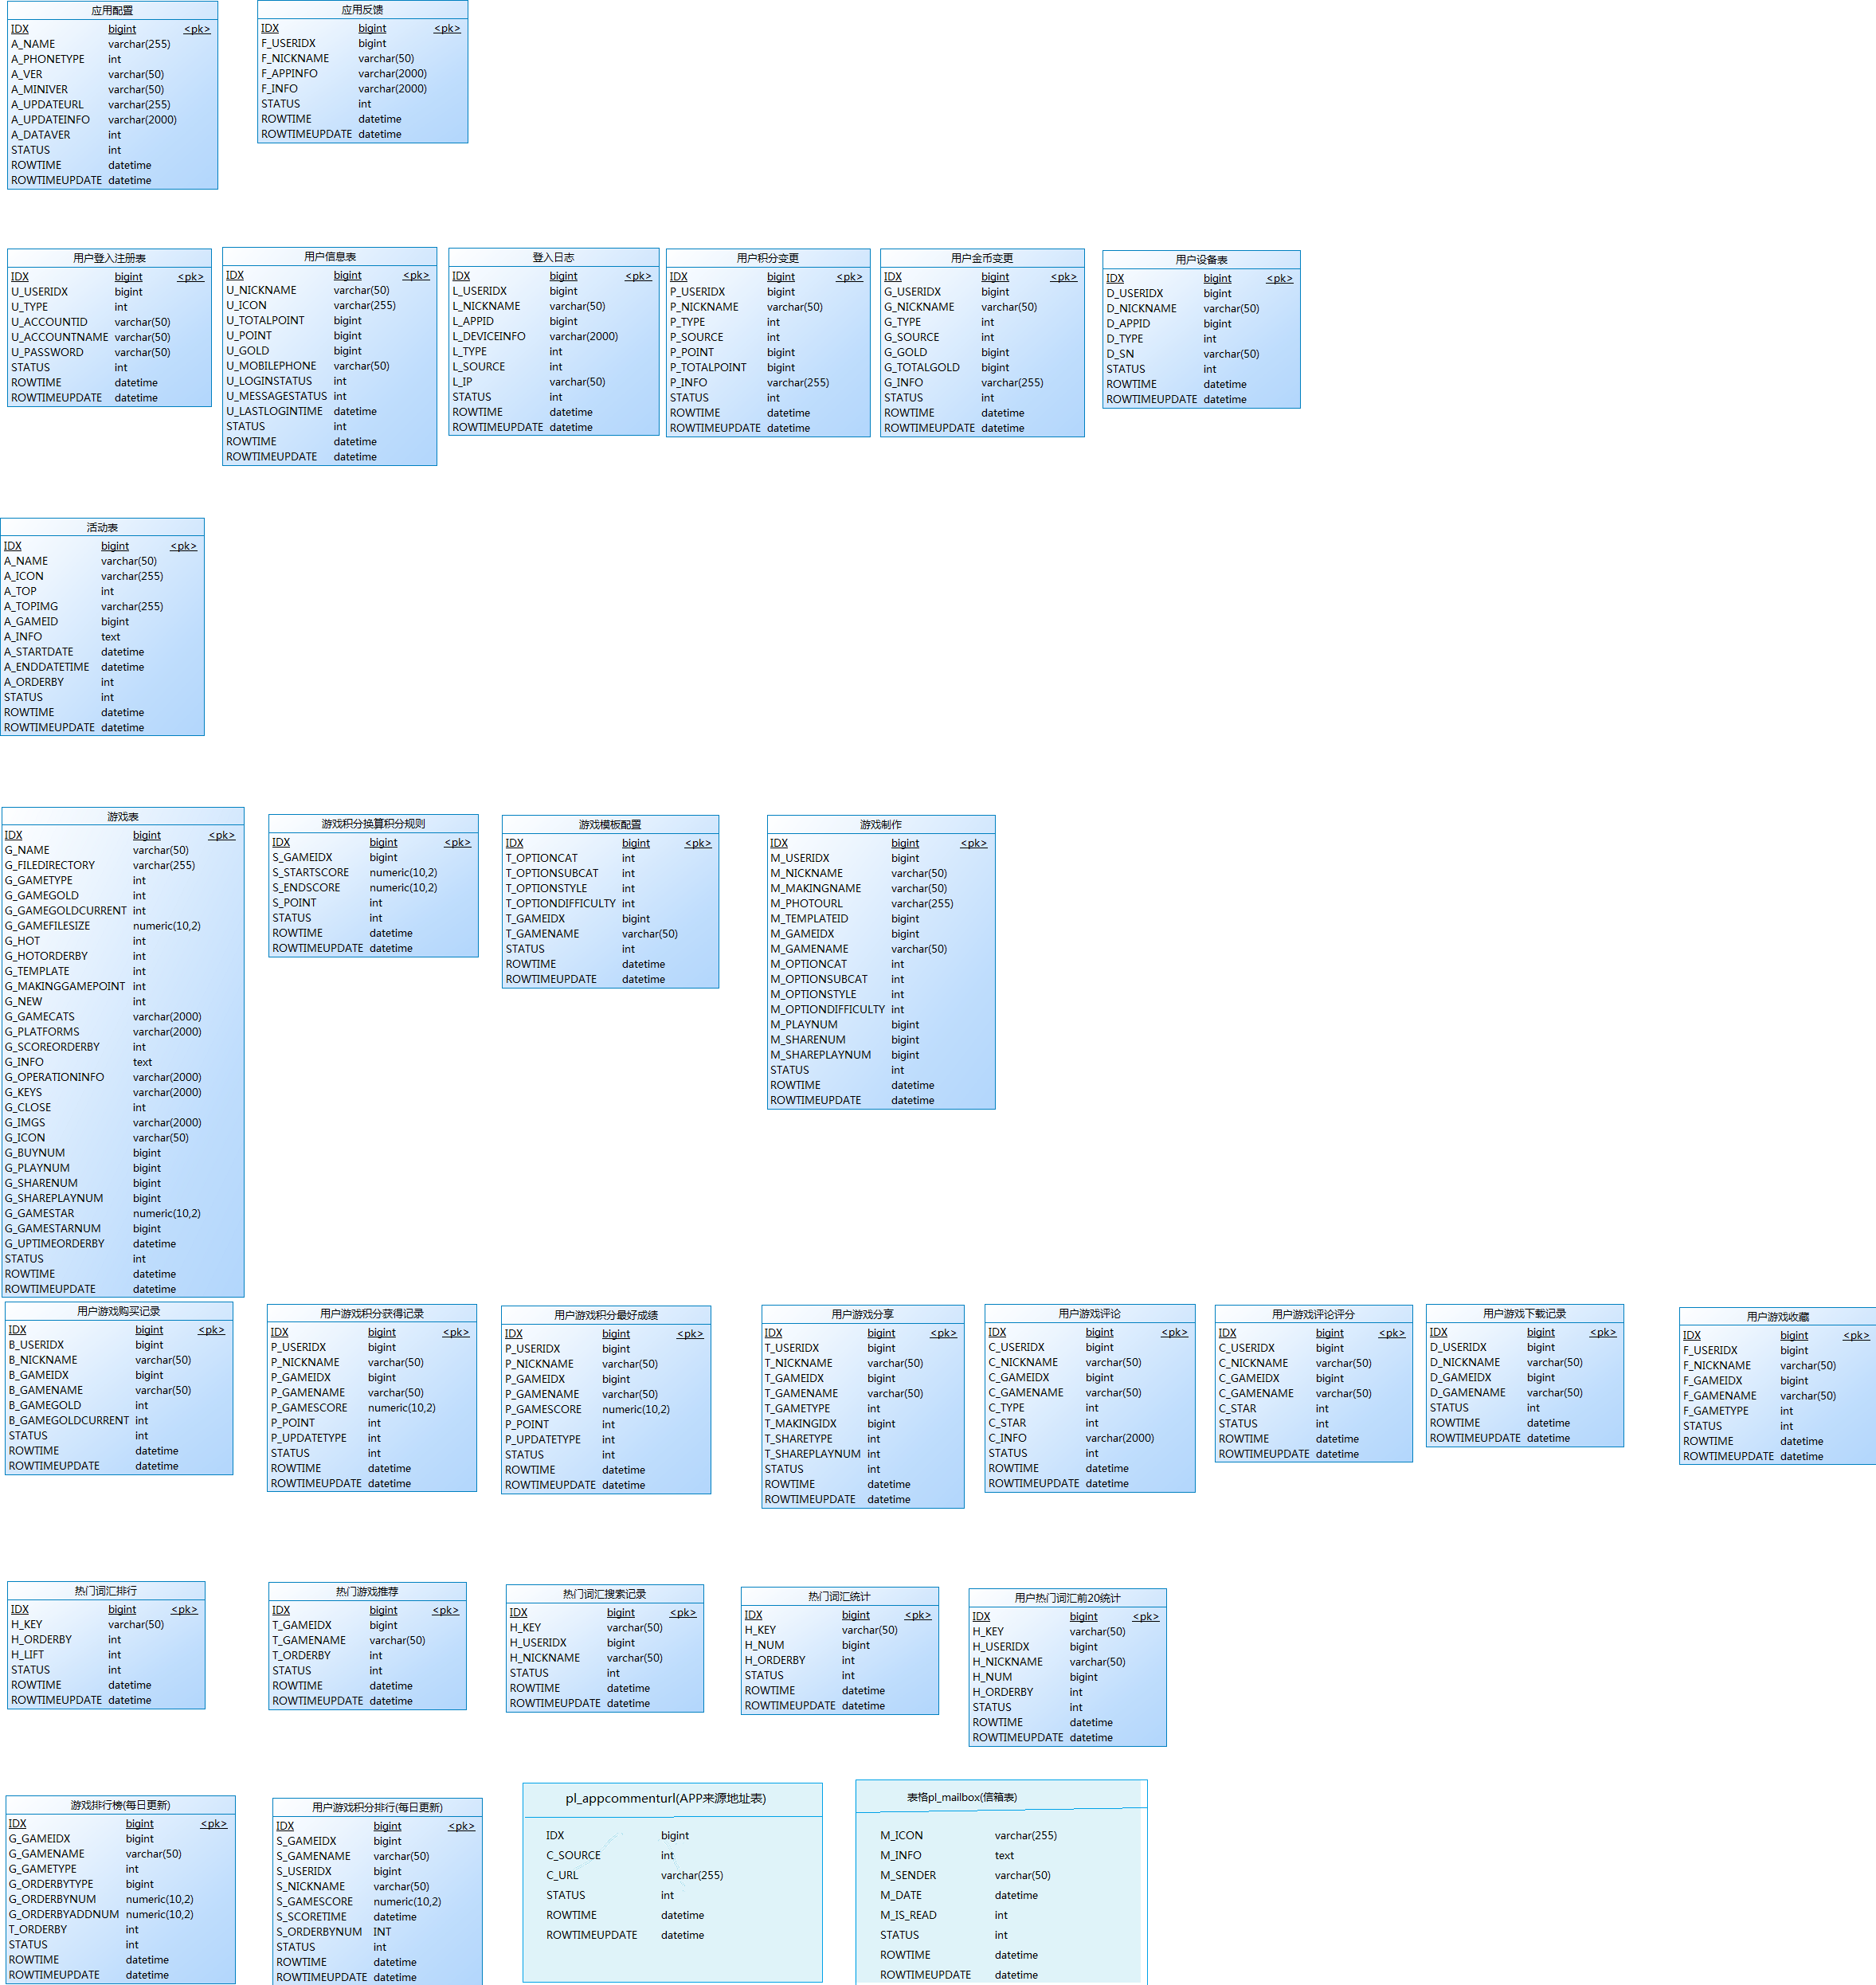 应用配置
IDX bigint <pk>
A_NAME varchar(255)
A_PHONETYPE int
A_VER varchar(50)
A_MINIVER varchar(50)
A_UPDATEURL varchar(255)
A_UPDATEINFO varchar(2000)
A_DATAVER int
STATUS int
ROWTIME datetime
ROWTIMEUPDATE datetime
应用反馈
IDX bigint <pk>
F_USERIDX bigint
F_NICKNAME varchar(50)
F_APPINFO varchar(2000)
F_INFO varchar(2000)
STATUS int
ROWTIME datetime
ROWTIMEUPDATE datetime
用户登入注册表
IDX bigint <pk>
U_USERIDX bigint
U_TYPE int
U_ACCOUNTID varchar(50)
U_ACCOUNTNAME varchar(50)
U_PASSWORD varchar(50)
STATUS int
ROWTIME datetime
ROWTIMEUPDATE datetime
用户信息表
IDX bigint <pk>
U_NICKNAME varchar(50)
U_ICON varchar(255)
U_TOTALPOINT bigint
U_POINT bigint
U_GOLD bigint
U_MOBILEPHONE varchar(50)
U_LOGINSTATUS int
U_MESSAGESTATUS int
U_LASTLOGINTIME datetime
STATUS int
ROWTIME datetime
ROWTIMEUPDATE datetime
登入日志
IDX bigint <pk>
L_USERIDX bigint
L_NICKNAME varchar(50)
L_APPID bigint
L_DEVICEINFO varchar(2000)
L_TYPE int
L_SOURCE int
L_IP varchar(50)
STATUS int
ROWTIME datetime
ROWTIMEUPDATE datetime
用户积分变更
IDX bigint <pk>
P_USERIDX bigint
P_NICKNAME varchar(50)
P_TYPE int
P_SOURCE int
P_POINT bigint
P_TOTALPOINT bigint
P_INFO varchar(255)
STATUS int
ROWTIME datetime
ROWTIMEUPDATE datetime
用户金币变更
IDX bigint <pk>
G_USERIDX bigint
G_NICKNAME varchar(50)
G_TYPE int
G_SOURCE int
G_GOLD bigint
G_TOTALGOLD bigint
G_INFO varchar(255)
STATUS int
ROWTIME datetime
ROWTIMEUPDATE datetime
用户设备表
IDX bigint <pk>
D_USERIDX bigint
D_NICKNAME varchar(50)
D_APPID bigint
D_TYPE int
D_SN varchar(50)
STATUS int
ROWTIME datetime
ROWTIMEUPDATE datetime
活动表
IDX bigint <pk>
A_NAME varchar(50)
A_ICON varchar(255)
A_TOP int
A_TOPIMG varchar(255)
A_GAMEID bigint
A_INFO text
A_STARTDATE datetime
A_ENDDATETIME datetime
A_ORDERBY int
STATUS int
ROWTIME datetime
ROWTIMEUPDATE datetime
游戏表
IDX bigint <pk>
G_NAME varchar(50)
G_FILEDIRECTORY varchar(255)
G_GAMETYPE int
G_GAMEGOLD int
G_GAMEGOLDCURRENT int
G_GAMEFILESIZE numeric(10,2)
G_HOT int
G_HOTORDERBY int
G_TEMPLATE int
G_MAKINGGAMEPOINT int
G_NEW int
G_GAMECATS varchar(2000)
G_PLATFORMS varchar(2000)
G_SCOREORDERBY int
G_INFO text
G_OPERATIONINFO varchar(2000)
G_KEYS varchar(2000)
G_CLOSE int
G_IMGS varchar(2000)
G_ICON varchar(50)
G_BUYNUM bigint
G_PLAYNUM bigint
G_SHARENUM bigint
G_SHAREPLAYNUM bigint
G_GAMESTAR numeric(10,2)
G_GAMESTARNUM bigint
G_UPTIMEORDERBY datetime
STATUS int
ROWTIME datetime
ROWTIMEUPDATE datetime
游戏积分换算积分规则
IDX bigint <pk>
S_GAMEIDX bigint
S_STARTSCORE numeric(10,2)
S_ENDSCORE numeric(10,2)
S_POINT int
STATUS int
ROWTIME datetime
ROWTIMEUPDATE datetime
游戏模板配置
IDX bigint <pk>
T_OPTIONCAT int
T_OPTIONSUBCAT int
T_OPTIONSTYLE int
T_OPTIONDIFFICULTY int
T_GAMEIDX bigint
T_GAMENAME varchar(50)
STATUS int
ROWTIME datetime
ROWTIMEUPDATE datetime
游戏制作
IDX bigint <pk>
M_USERIDX bigint
M_NICKNAME varchar(50)
M_MAKINGNAME varchar(50)
M_PHOTOURL varchar(255)
M_TEMPLATEID bigint
M_GAMEIDX bigint
M_GAMENAME varchar(50)
M_OPTIONCAT int
M_OPTIONSUBCAT int
M_OPTIONSTYLE int
M_OPTIONDIFFICULTY int
M_PLAYNUM bigint
M_SHARENUM bigint
M_SHAREPLAYNUM bigint
STATUS int
ROWTIME datetime
ROWTIMEUPDATE datetime
用户游戏购买记录
IDX bigint <pk>
B_USERIDX bigint
B_NICKNAME varchar(50)
B_GAMEIDX bigint
B_GAMENAME varchar(50)
B_GAMEGOLD int
B_GAMEGOLDCURRENT int
STATUS int
ROWTIME datetime
ROWTIMEUPDATE datetime
用户游戏积分获得记录
IDX bigint <pk>
P_USERIDX bigint
P_NICKNAME varchar(50)
P_GAMEIDX bigint
P_GAMENAME varchar(50)
P_GAMESCORE numeric(10,2)
P_POINT int
P_UPDATETYPE int
STATUS int
ROWTIME datetime
ROWTIMEUPDATE datetime
用户游戏积分最好成绩
IDX bigint <pk>
P_USERIDX bigint
P_NICKNAME varchar(50)
P_GAMEIDX bigint
P_GAMENAME varchar(50)
P_GAMESCORE numeric(10,2)
P_POINT int
P_UPDATETYPE int
STATUS int
ROWTIME datetime
ROWTIMEUPDATE datetime
用户游戏分享
IDX bigint <pk>
T_USERIDX bigint
T_NICKNAME varchar(50)
T_GAMEIDX bigint
T_GAMENAME varchar(50)
T_GAMETYPE int
T_MAKINGIDX bigint
T_SHARETYPE int
T_SHAREPLAYNUM int
STATUS int
ROWTIME datetime
ROWTIMEUPDATE datetime
用户游戏评论
IDX bigint <pk>
C_USERIDX bigint
C_NICKNAME varchar(50)
C_GAMEIDX bigint
C_GAMENAME varchar(50)
C_TYPE int
C_STAR int
C_INFO varchar(2000)
STATUS int
ROWTIME datetime
ROWTIMEUPDATE datetime
用户游戏评论评分
IDX bigint <pk>
C_USERIDX bigint
C_NICKNAME varchar(50)
C_GAMEIDX bigint
C_GAMENAME varchar(50)
C_STAR int
STATUS int
ROWTIME datetime
ROWTIMEUPDATE datetime
用户游戏下载记录
IDX bigint <pk>
D_USERIDX bigint
D_NICKNAME varchar(50)
D_GAMEIDX bigint
D_GAMENAME varchar(50)
STATUS int
ROWTIME datetime
ROWTIMEUPDATE datetime
用户游戏收藏
IDX bigint <pk>
F_USERIDX bigint
F_NICKNAME varchar(50)
F_GAMEIDX bigint
F_GAMENAME varchar(50)
F_GAMETYPE int
STATUS int
ROWTIME datetime
ROWTIMEUPDATE datetime
热门词汇排行
IDX bigint <pk>
H_KEY varchar(50)
H_ORDERBY int
H_LIFT int
STATUS int
ROWTIME datetime
ROWTIMEUPDATE datetime
热门游戏推荐
IDX bigint <pk>
T_GAMEIDX bigint
T_GAMENAME varchar(50)
T_ORDERBY int
STATUS int
ROWTIME datetime
ROWTIMEUPDATE datetime
热门词汇搜索记录
IDX bigint <pk>
H_KEY varchar(50)
H_USERIDX bigint
H_NICKNAME varchar(50)
STATUS int
ROWTIME datetime
ROWTIMEUPDATE datetime
热门词汇统计
IDX bigint <pk>
H_KEY varchar(50)
H_NUM bigint
H_ORDERBY int
STATUS int
ROWTIME datetime
ROWTIMEUPDATE datetime
用户热门词汇前20统计
IDX bigint <pk>
H_KEY varchar(50)
H_USERIDX bigint
H_NICKNAME varchar(50)
H_NUM bigint
H_ORDERBY int
STATUS int
ROWTIME datetime
ROWTIMEUPDATE datetime
游戏排行榜(每日更新)
IDX bigint <pk>
G_GAMEIDX bigint
G_GAMENAME varchar(50)
G_GAMETYPE int
G_ORDERBYTYPE bigint
G_ORDERBYNUM numeric(10,2)
G_ORDERBYADDNUM numeric(10,2)
T_ORDERBY int
STATUS int
ROWTIME datetime
ROWTIMEUPDATE datetime
用户游戏积分排行(每日更新)
IDX bigint <pk>
S_GAMEIDX bigint
S_GAMENAME varchar(50)
S_USERIDX bigint
S_NICKNAME varchar(50)
S_GAMESCORE numeric(10,2)
S_SCORETIME datetime
S_ORDERBYNUM INT
STATUS int
ROWTIME datetime
ROWTIMEUPDATE datetime
pl_appcommenturl(APP来源地址表)
IDX bigint
C_SOURCE int
C_URL varchar(255)
STATUS int
ROWTIME datetime
ROWTIMEUPDATE datetime
表格pl_mailbox(信箱表)
M_ICON varchar(255)
M_INFO text
M_SENDER varchar(50)
M_DATE datetime
M_IS_READ int
STATUS int
ROWTIME datetime
ROWTIMEUPDATE datetime